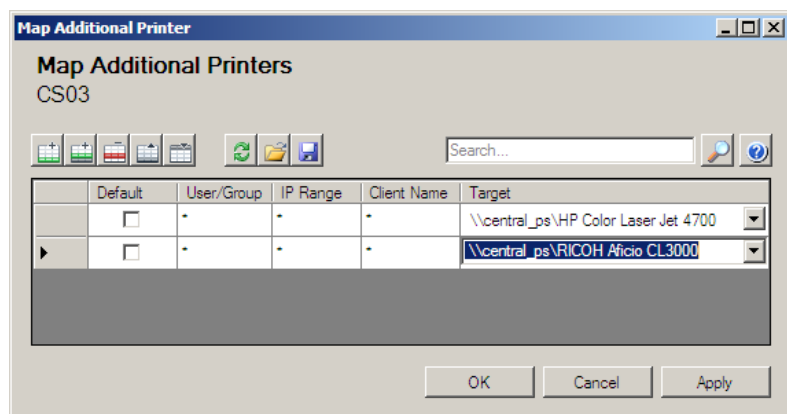 Map Additional Printer
Map Additional Printers
CS03
Search...
Default User/Group IP Range Client Name Target
* * * \\central_ps\HP Color Laser Jet 4700
* * * \\central_ps\RICOH Aficio CL3000
OK Cancel Apply